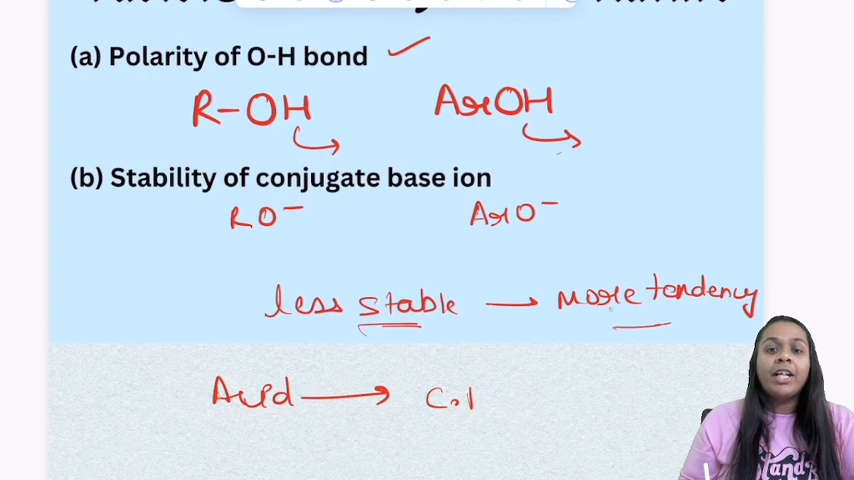 (a) Polarity of O-H bond
R-OH ArOH
(b) Stability of conjugate base ion
RO⁻ ArO⁻
less stable → more tendency
Acid → C.